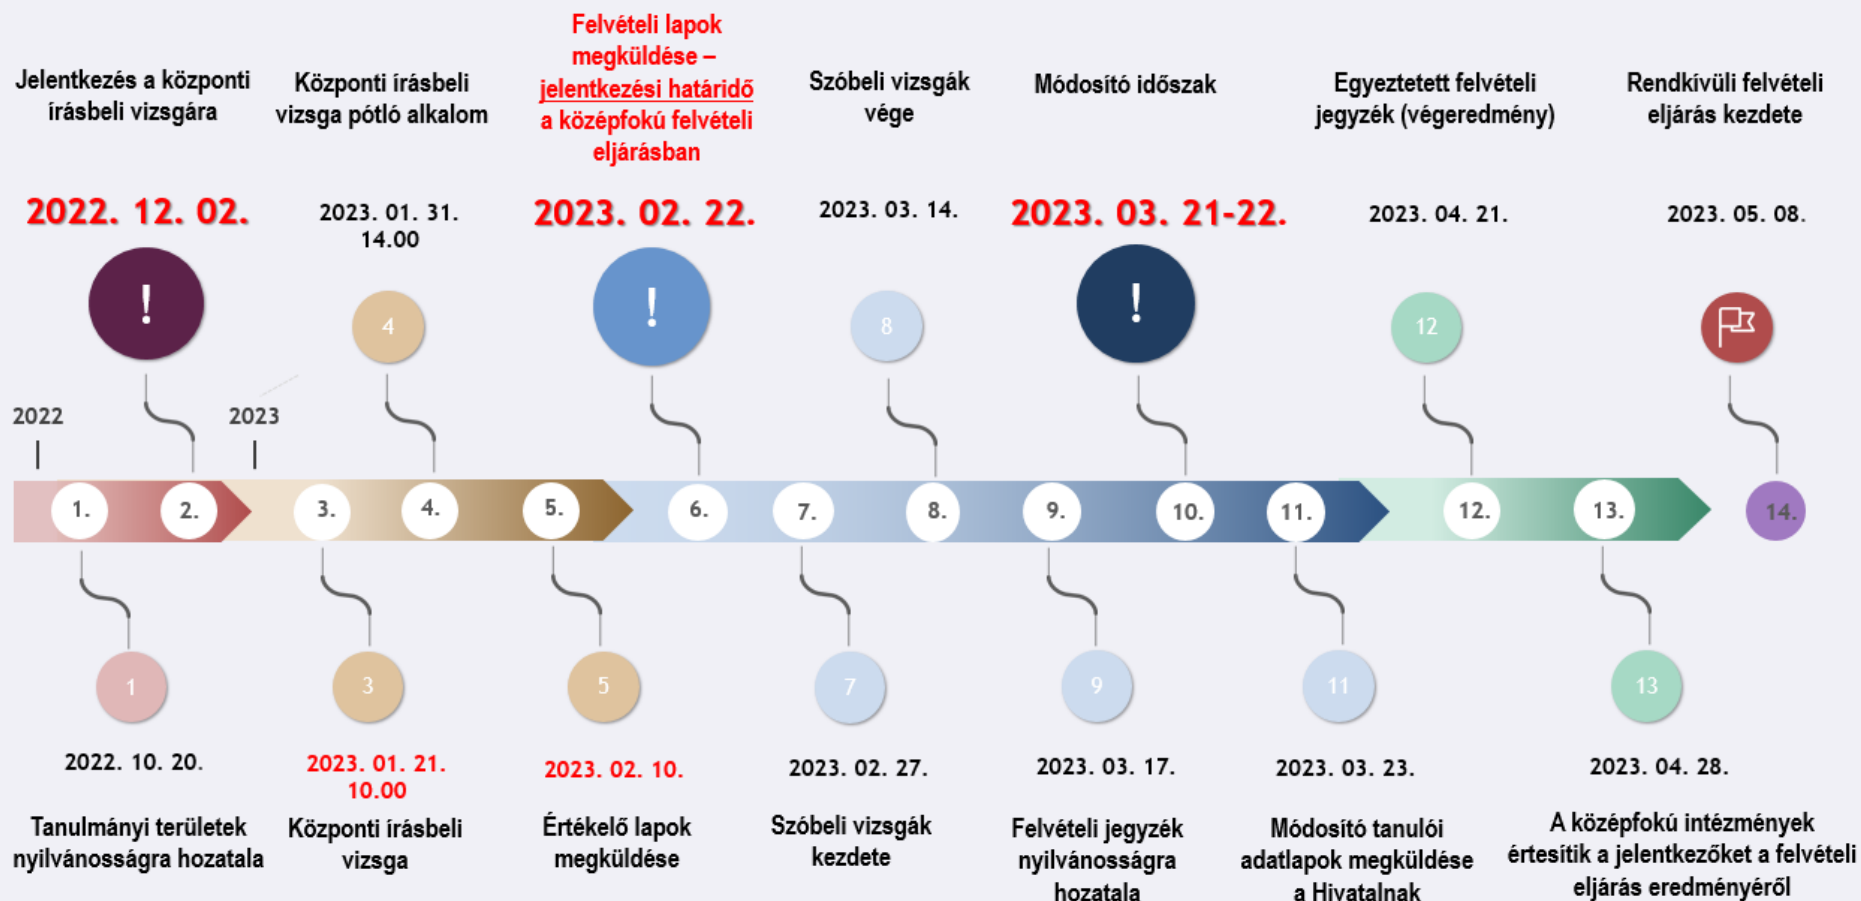 Jelentkezés a központi
írásbeli vizsgára
Központi írásbeli
vizsga pótló alkalom
Felvételi lapok
megküldése –
jelentkezési határidő
a középfokú felvételi
eljárásban
Szóbeli vizsgák
vége
Módosító időszak
Egyeztetett felvételi
jegyzék (végeredmény)
Rendkívüli felvételi
eljárás kezdete
2022. 12. 02.
2023. 01. 31.
14.00
2023. 02. 22.
2023. 03. 14.
2023. 03. 21-22.
2023. 04. 21.
2023. 05. 08.
!
4
!
8
!
12
2022
2023
1.
2.
3.
4.
5.
6.
7.
8.
9.
10.
11.
12.
13.
14.
1
3
5
7
9
11
13
2022. 10. 20.
Tanulmányi területek
nyilvánosságra hozatala
2023. 01. 21.
10.00
Központi írásbeli
vizsga
2023. 02. 10.
Értékelő lapok
megküldése
2023. 02. 27.
Szóbeli vizsgák
kezdete
2023. 03. 17.
Felvételi jegyzék
nyilvánosságra
hozatala
2023. 03. 23.
Módosító tanulói
adatlapok megküldése
a Hivatalnak
2023. 04. 28.
A középfokú intézmények
értesítik a jelentkezőket a felvételi
eljárás eredményéről